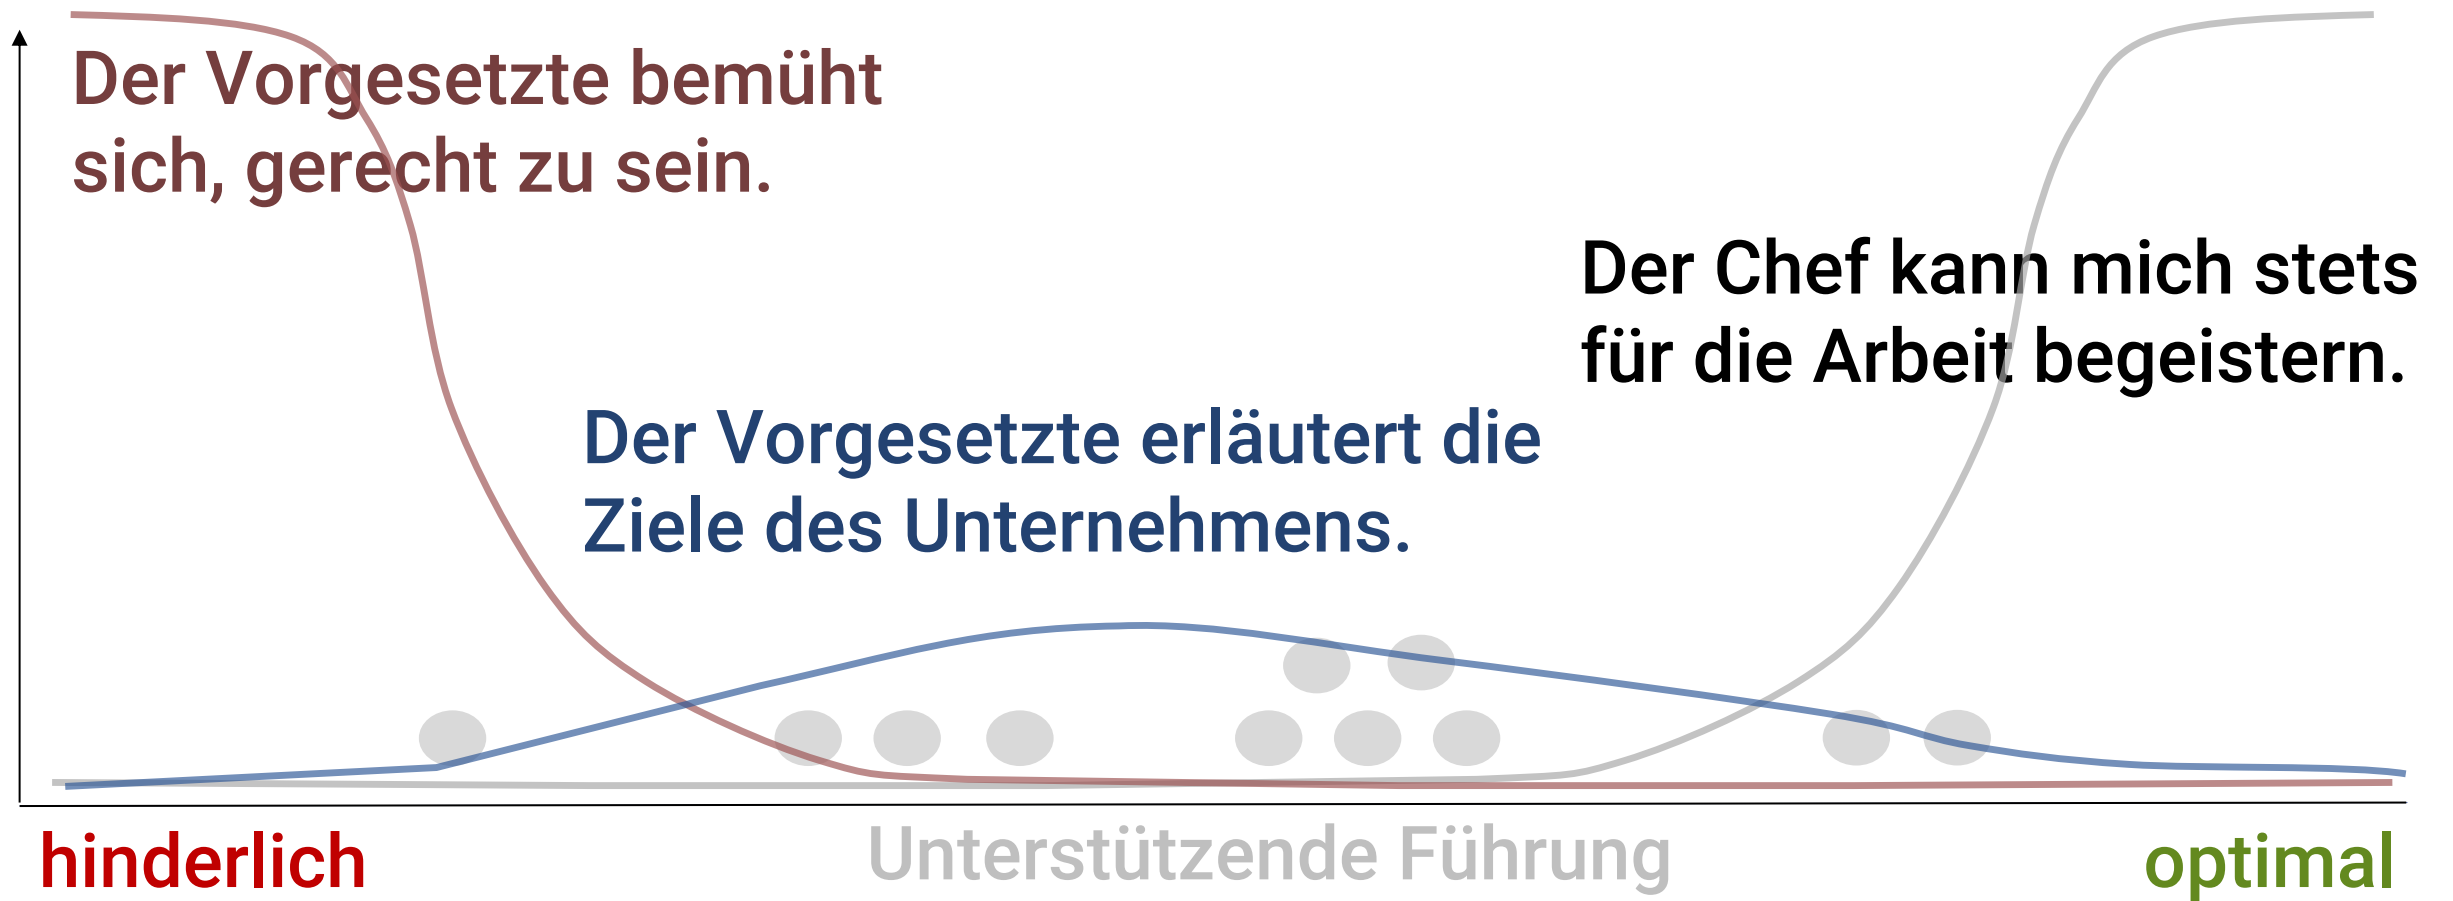 Der Vorgesetzte bemüht
sich, gerecht zu sein.
Der Chef kann mich stets
für die Arbeit begeistern.
Der Vorgesetzte erläutert die
Ziele des Unternehmens.
hinderlich
Unterstützende Führung
optimal